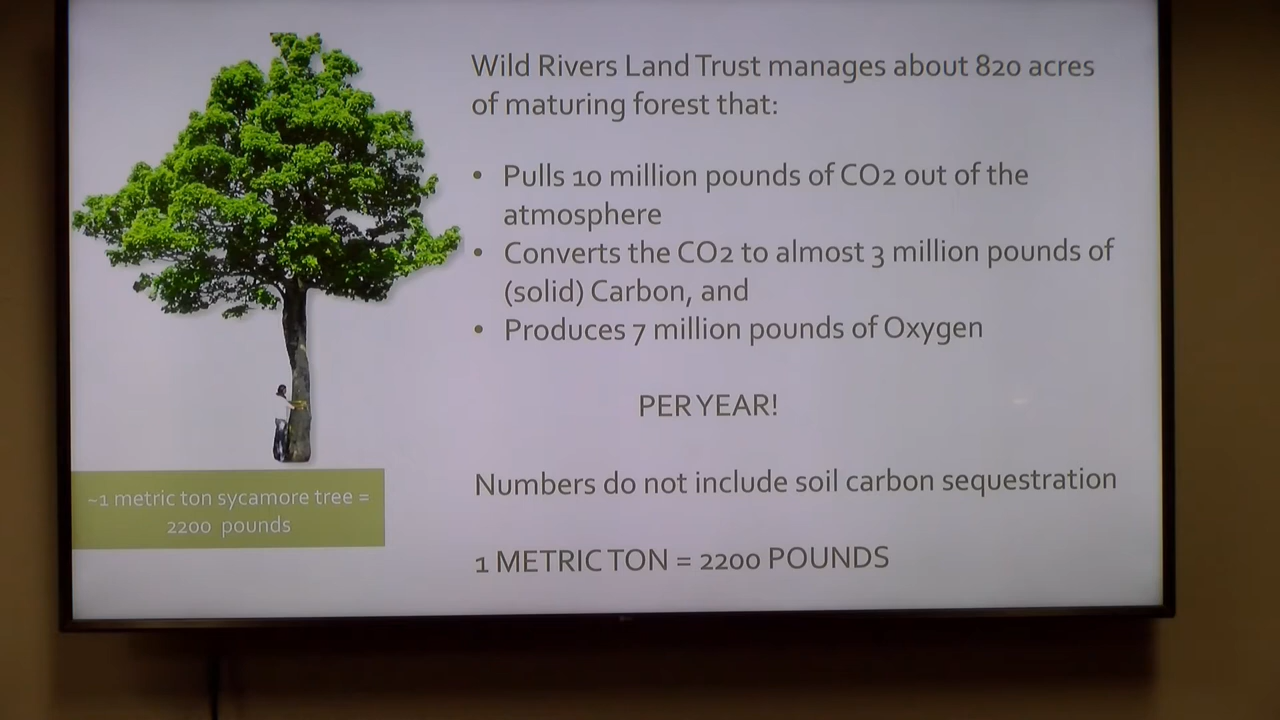 Wild Rivers Land Trust manages about 820 acres
of maturing forest that:
• Pulls 10 million pounds of CO2 out of the
atmosphere
• Converts the CO2 to almost 3 million pounds of
(solid) Carbon, and
• Produces 7 million pounds of Oxygen
PER YEAR!
Numbers do not include soil carbon sequestration
1 METRIC TON = 2200 POUNDS
~1 metric ton sycamore tree =
2200 pounds